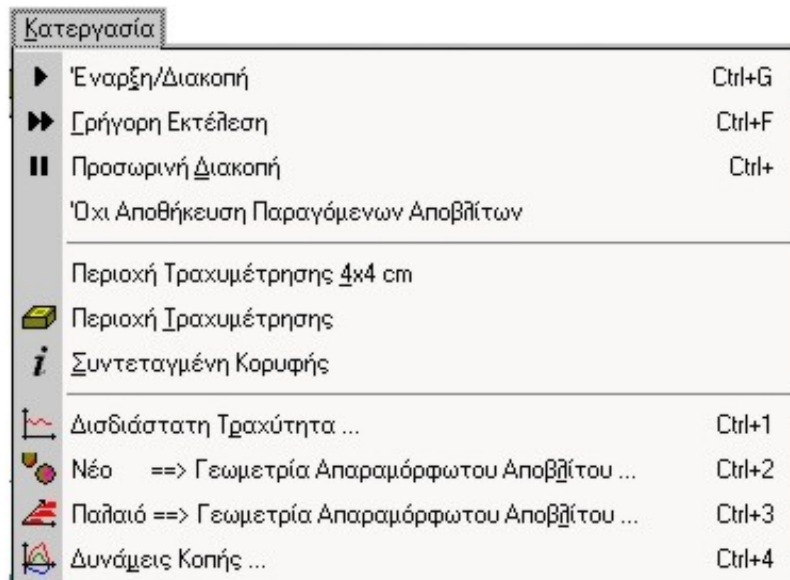 Κατεργασία
Έναρξη/Διακοπή Ctrl+G
Γρήγορη Εκτέλεση Ctrl+F
Προσωρινή Διακοπή Ctrl+
Όχι Αποθήκευση Παραγόμενων Αποβλίτων
Περιοχή Τραχυμέτρησης 4x4 cm
Περιοχή Τραχυμέτρησης
Συντεταγμένη Κορυφής
Δισδιάστατη Τραχύτητα ... Ctrl+1
Νέο ==> Γεωμετρία Απαραμόρφωτου Αποβλίτου ... Ctrl+2
Παλαιό ==> Γεωμετρία Απαραμόρφωτου Αποβλίτου ... Ctrl+3
Δυνάμεις Κοπής ... Ctrl+4